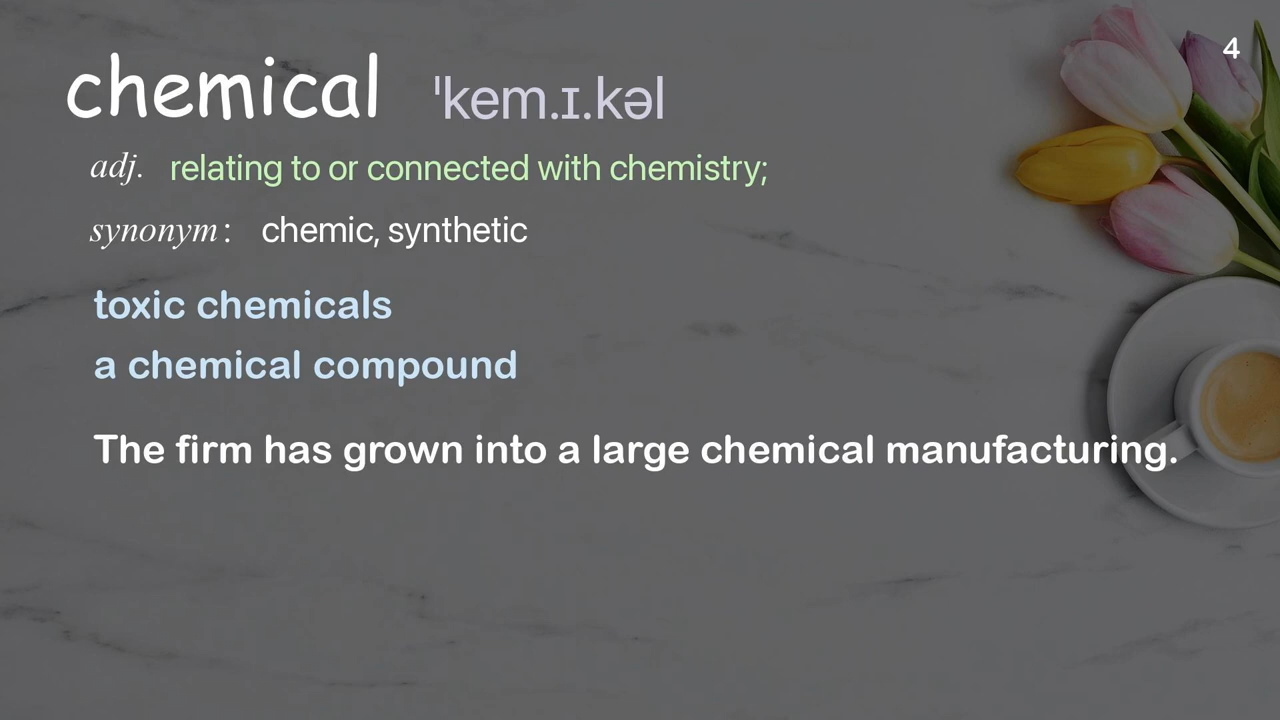 4
chemical ˈkem.ɪ.kəl
adj. relating to or connected with chemistry;
synonym : chemic, synthetic
toxic chemicals
a chemical compound
The firm has grown into a large chemical manufacturing.